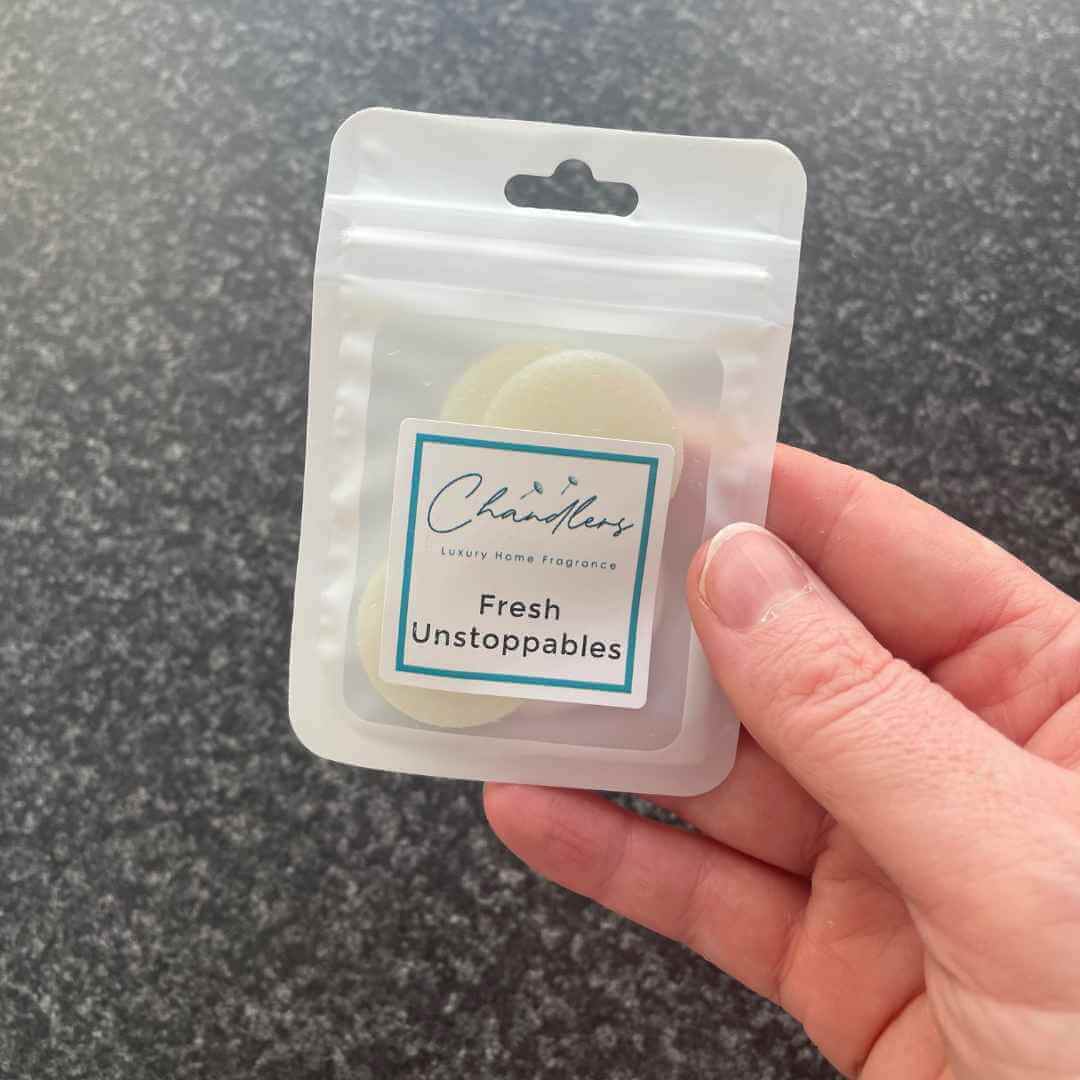 Chandlers
Luxury Home Fragrance
Fresh
Unstoppables